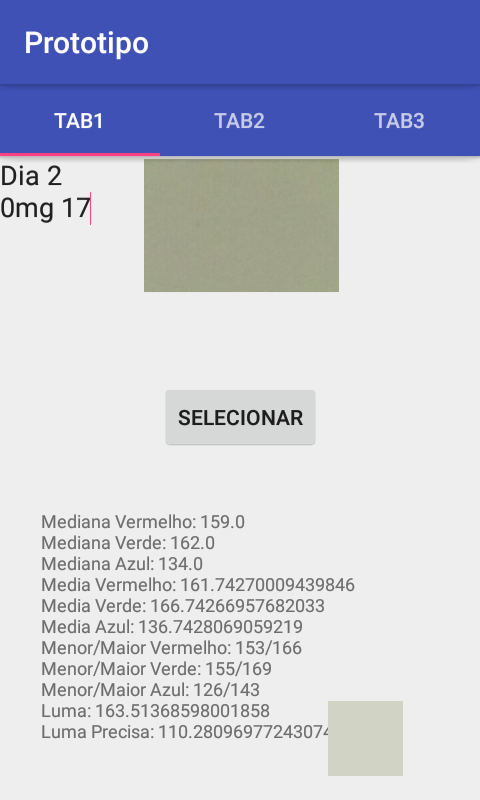 Prototipo
TAB1 TAB2 TAB3
Dia 2
0mg 17
SELECIONAR
Mediana Vermelho: 159.0
Mediana Verde: 162.0
Mediana Azul: 134.0
Media Vermelho: 161.74270009439846
Media Verde: 166.74266957682033
Media Azul: 136.7428069059219
Menor/Maior Vermelho: 153/166
Menor/Maior Verde: 155/169
Menor/Maior Azul: 126/143
Luma: 163.51368598001858
Luma Precisa: 110.28096977243074